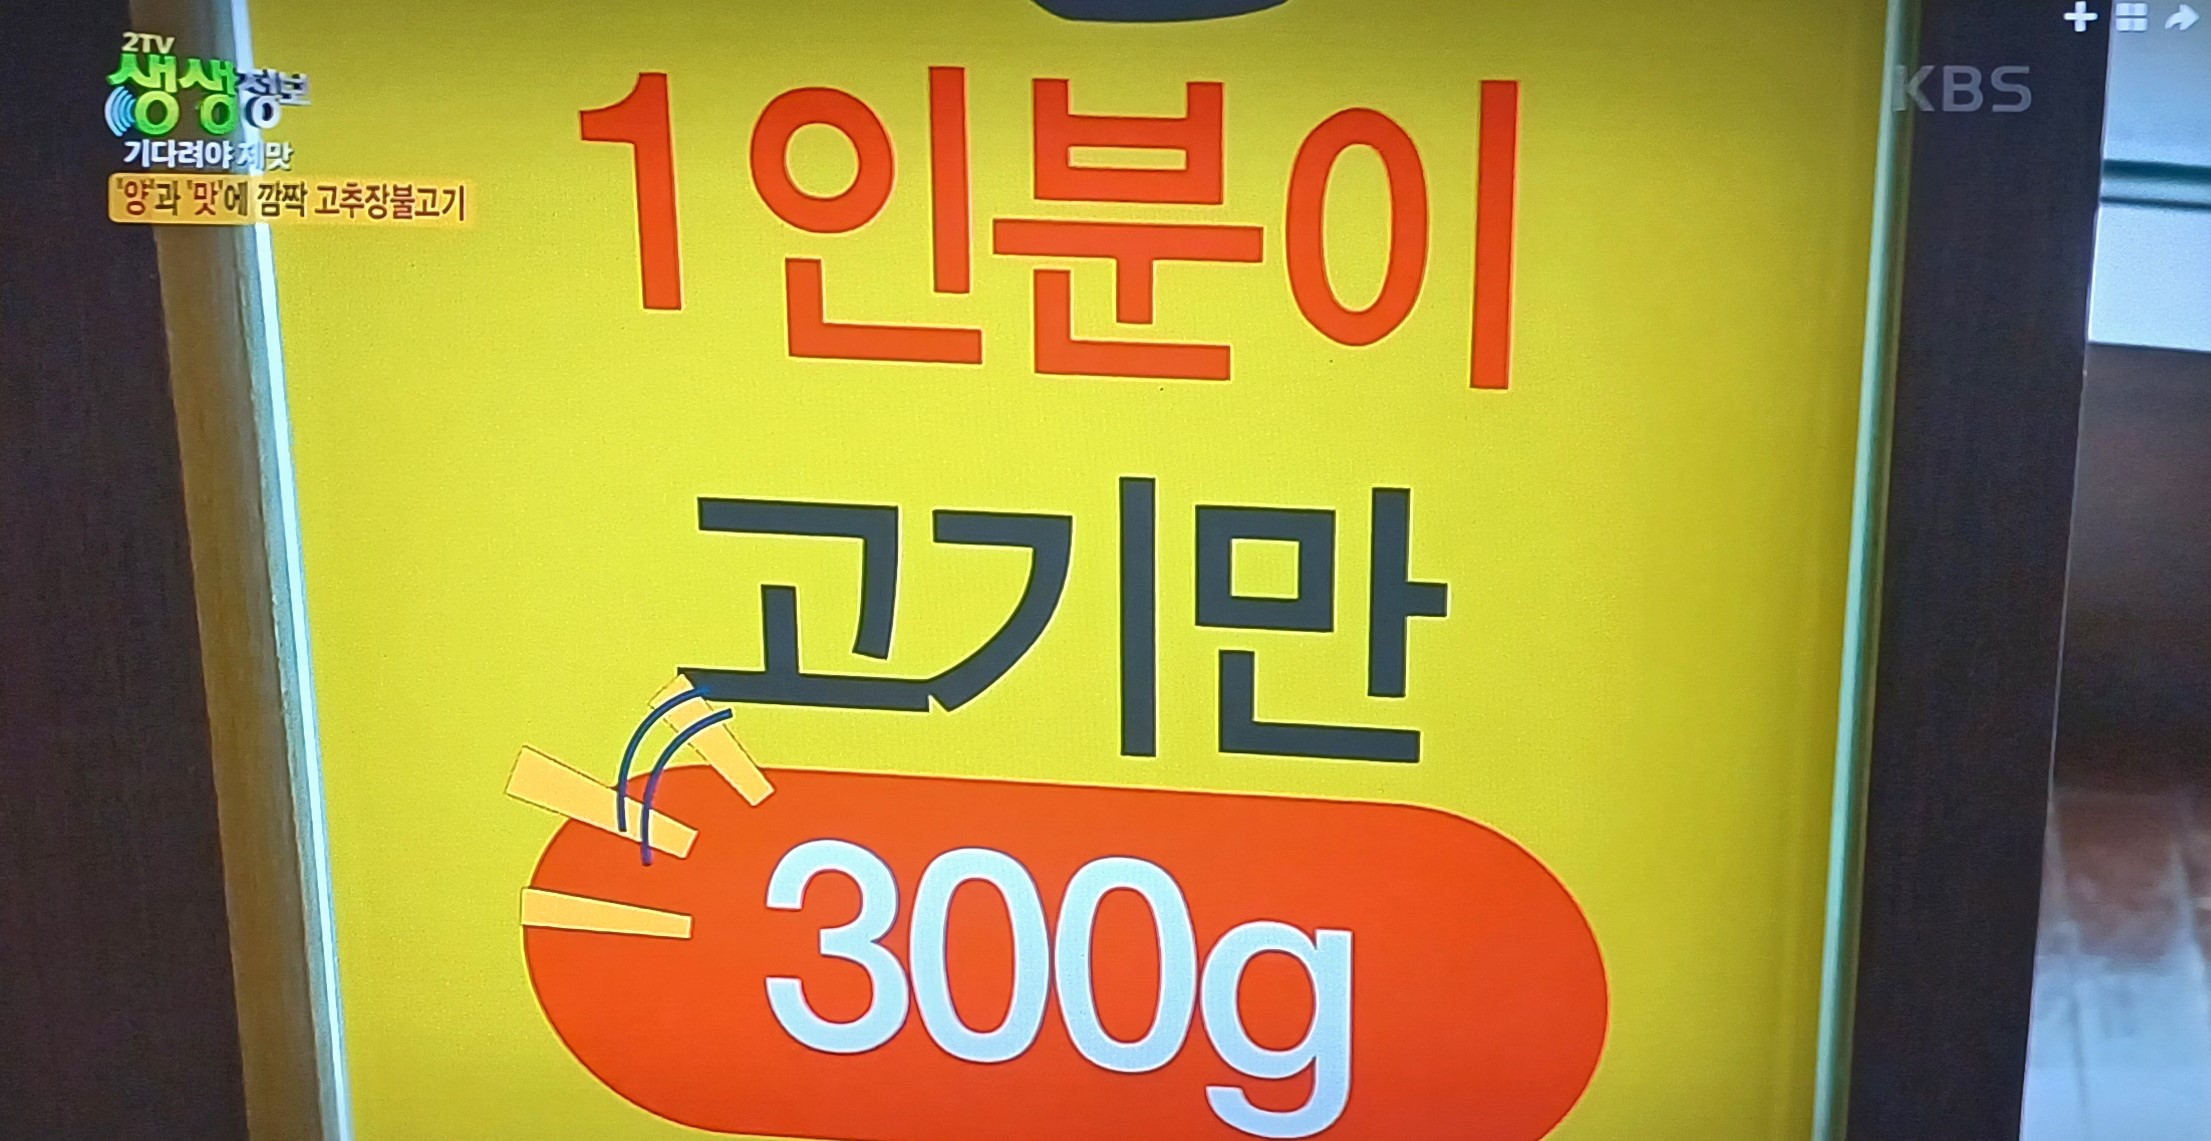 2TV
생생정보
기다려야 제맛
'양'과 '맛'에 깜짝 고추장불고기
KBS
1인분이
고기만
300g